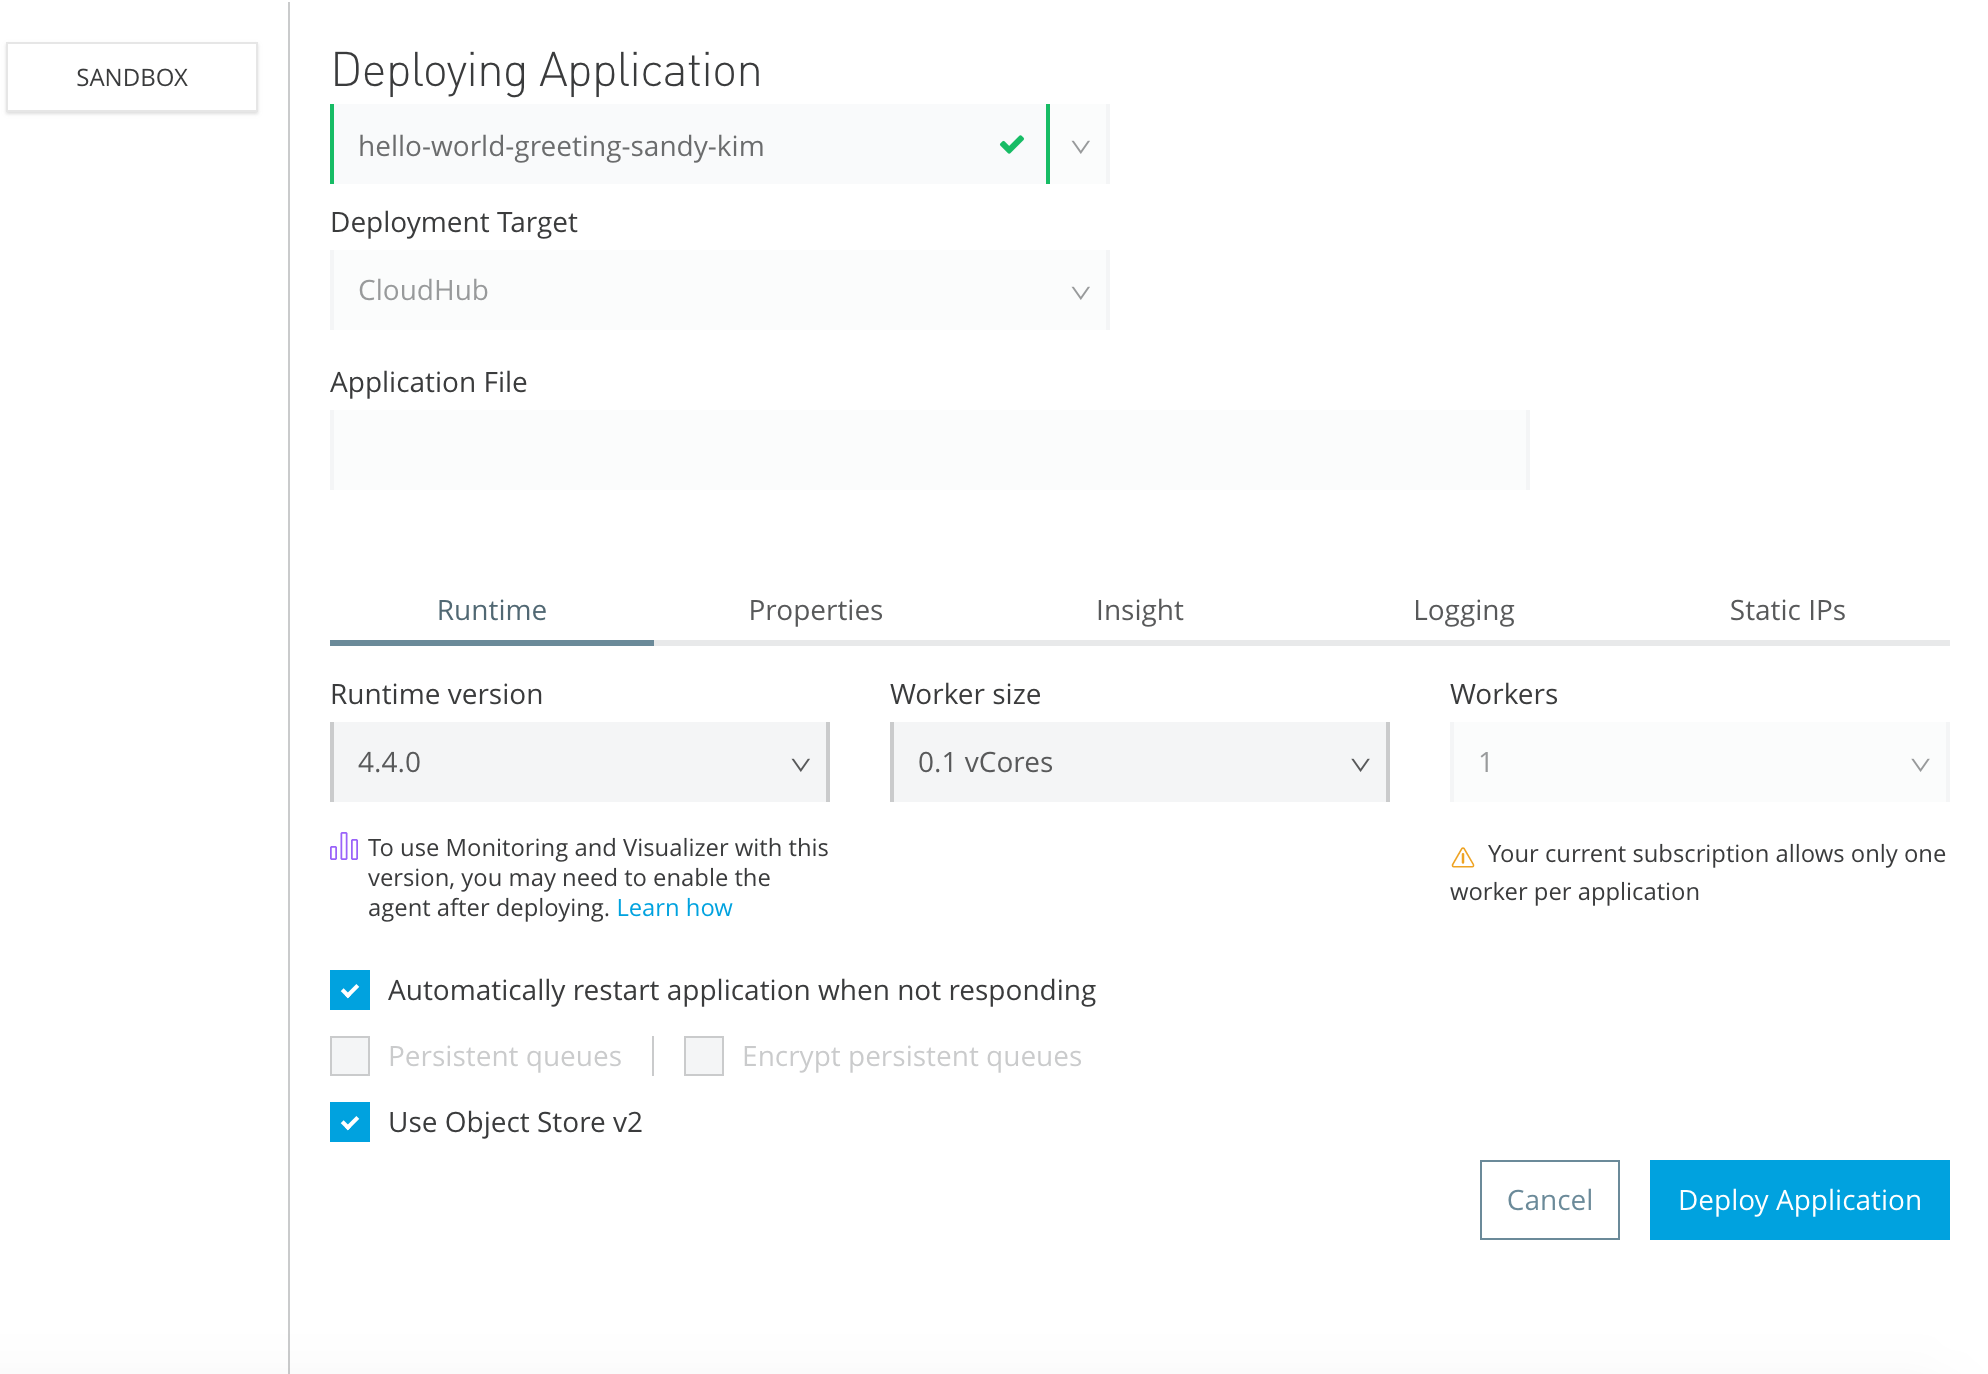 SANDBOX
Deploying Application
hello-world-greeting-sandy-kim
Deployment Target
CloudHub
Application File
Runtime Properties Insight Logging Static IPs
Runtime version Worker size Workers
4.4.0 0.1 vCores 1
To use Monitoring and Visualizer with this
version, you may need to enable the
agent after deploying. Learn how
Your current subscription allows only one
worker per application
Automatically restart application when not responding
Persistent queues Encrypt persistent queues
Use Object Store v2
Cancel Deploy Application